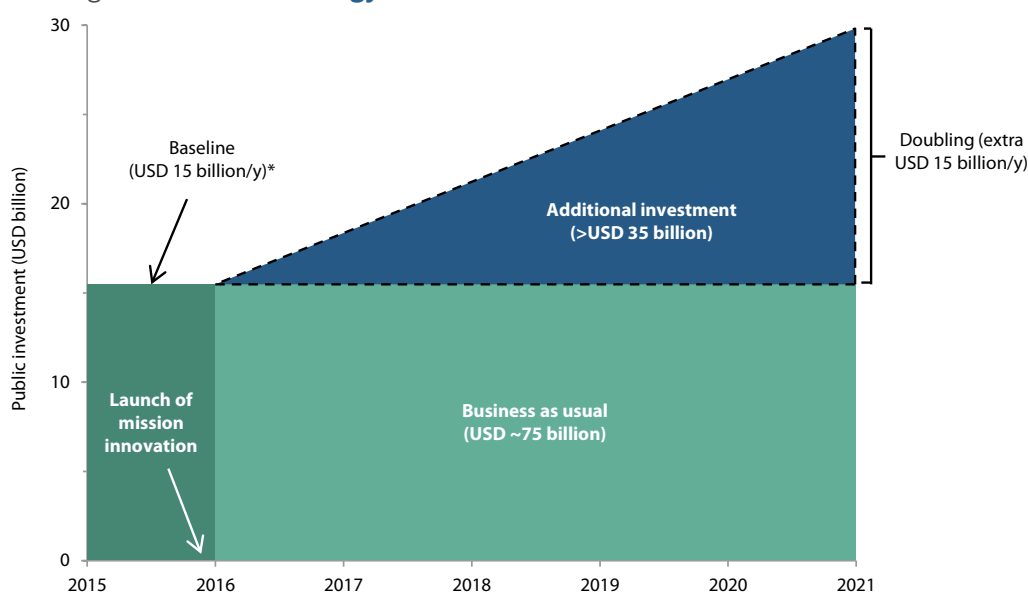 30
20
10
0
Public investment (USD billion)
Baseline
(USD 15 billion/y)*
Doubling (extra
USD 15 billion/y)
Additional investment
(>USD 35 billion)
Launch of
mission
innovation
Business as usual
(USD ~75 billion)
2015 2016 2017 2018 2019 2020 2021